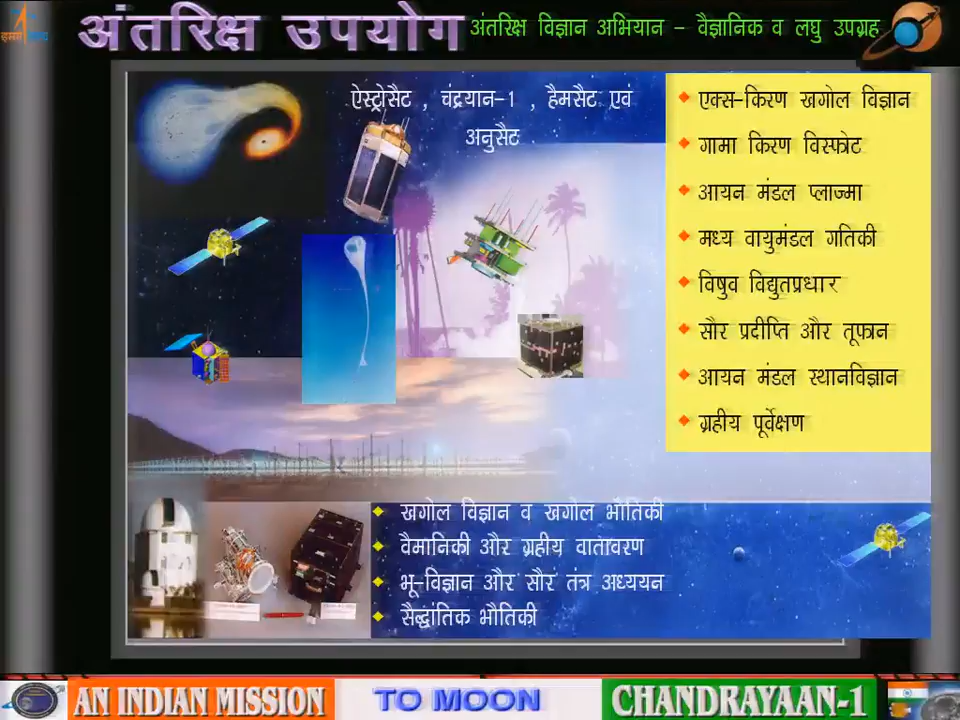 अंतरिक्ष उपयोग
अंतरिक्ष विज्ञान अभियान - वैज्ञानिक व लघु उपग्रह
ऐस्ट्रोसैट , चंद्रयान-1 , हैमसैट एवं
अनुसैट
एक्स-किरण खगोल विज्ञान
गामा किरण विस्फोट
आयन मंडल प्लाज्मा
मध्य वायुमंडल गतिकी
विषुव विद्युतप्रधार
सौर प्रदीप्ति और तूफान
आयन मंडल स्थानविज्ञान
ग्रहीय पूर्वेक्षण
खगोल विज्ञान व खगोल भौतिकी
वैमानिकी और ग्रहीय वातावरण
भू-विज्ञान और सौर तंत्र अध्ययन
सैद्धांतिक भौतिकी
AN INDIAN MISSION TO MOON CHANDRAYAAN-1